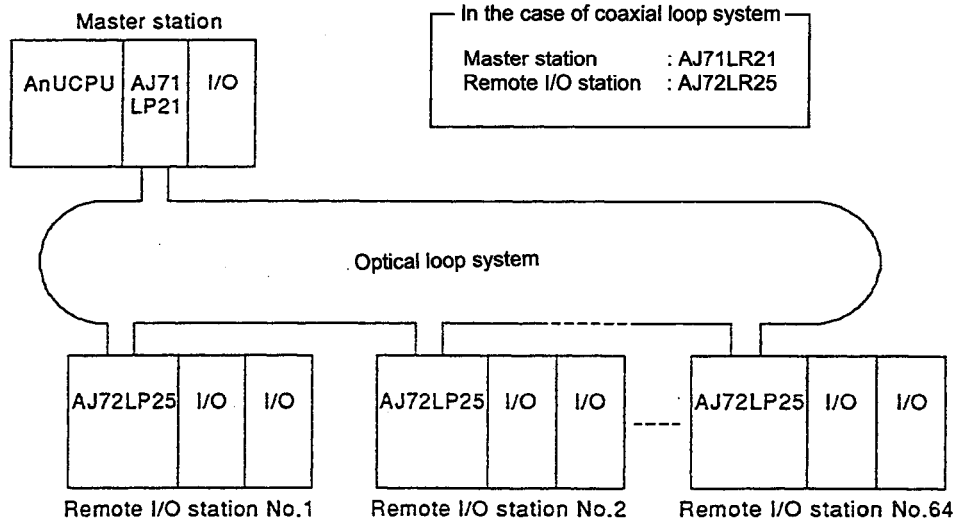 Master station
AnUCPU
AJ71
LP21
I/O
In the case of coaxial loop system
Master station : AJ71LR21
Remote I/O station : AJ72LR25
Optical loop system
AJ72LP25 I/O I/O
AJ72LP25 I/O I/O
AJ72LP25 I/O I/O
Remote I/O station No.1
Remote I/O station No.2
Remote I/O station No.64